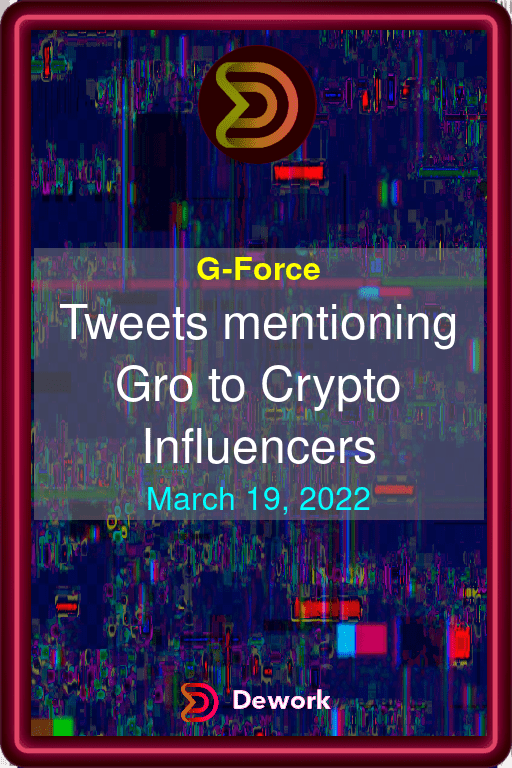 G-Force
Tweets mentioning
Gro to Crypto
Influencers
March 19, 2022
Dework